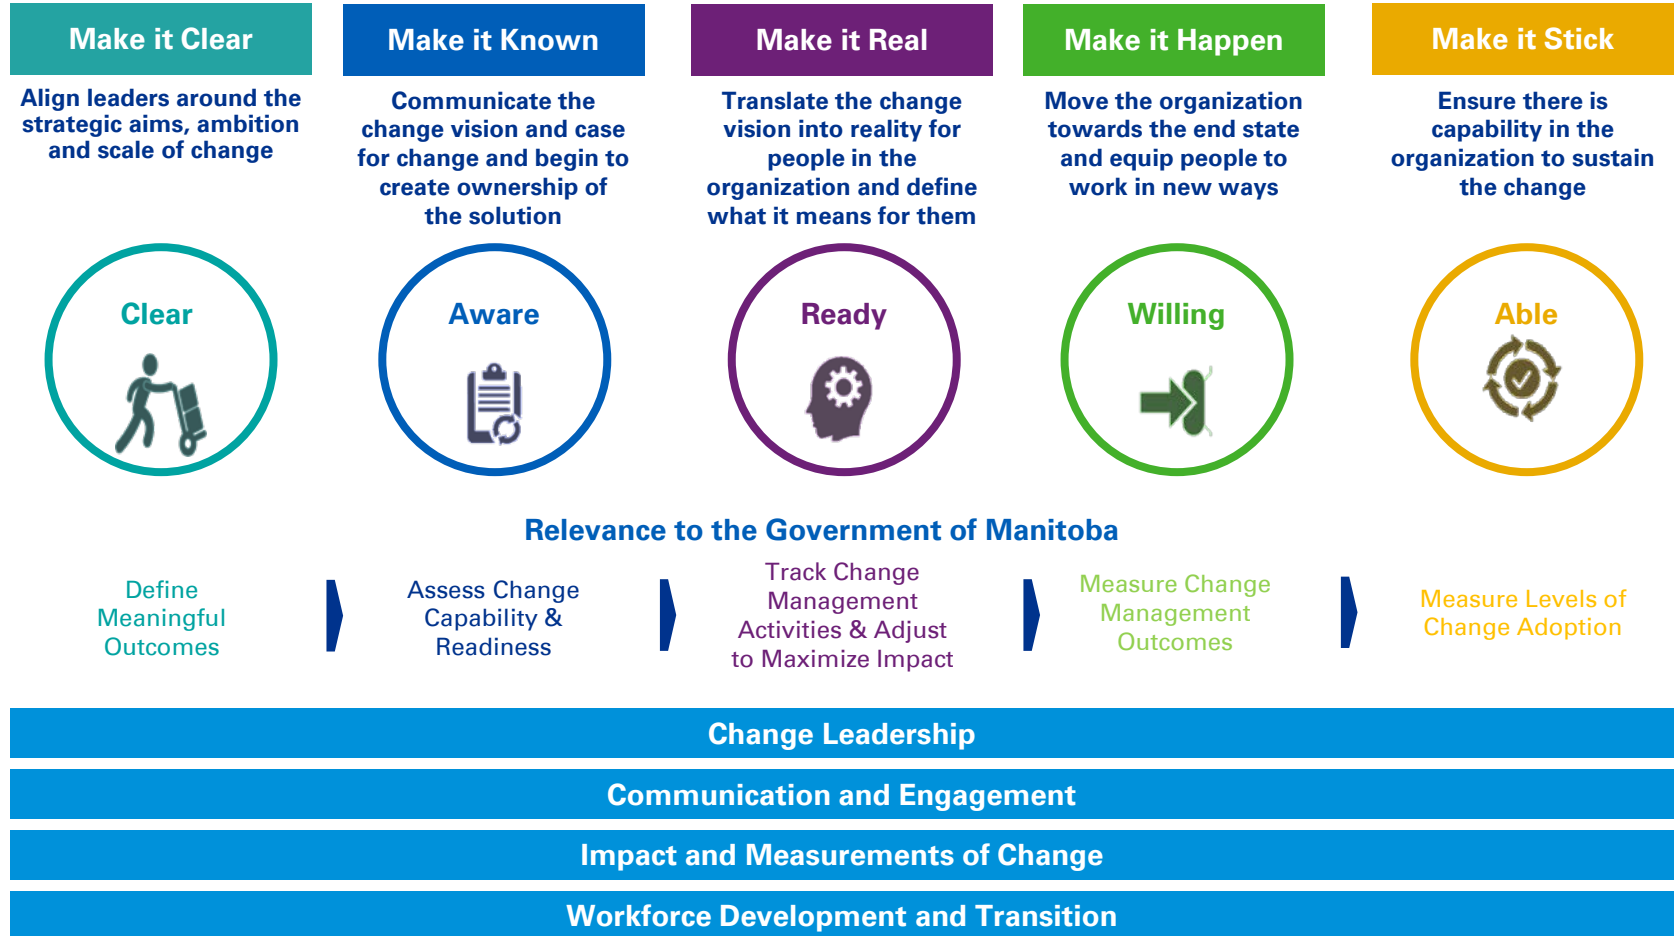 Make it Clear
Make it Known
Make it Real
Make it Happen
Make it Stick
Align leaders around the
strategic aims, ambition
and scale of change
Communicate the
change vision and case
for change and begin to
create ownership of
the solution
Translate the change
vision into reality for
people in the
organization and define
what it means for them
Move the organization
towards the end state
and equip people to
work in new ways
Ensure there is
capability in the
organization to sustain
the change
Clear
Aware
Ready
Willing
Able
Relevance to the Government of Manitoba
Define
Meaningful
Outcomes
Assess Change
Capability &
Readiness
Track Change
Management
Activities & Adjust
to Maximize Impact
Measure Change
Management
Outcomes
Measure Levels of
Change Adoption
Change Leadership
Communication and Engagement
Impact and Measurements of Change
Workforce Development and Transition